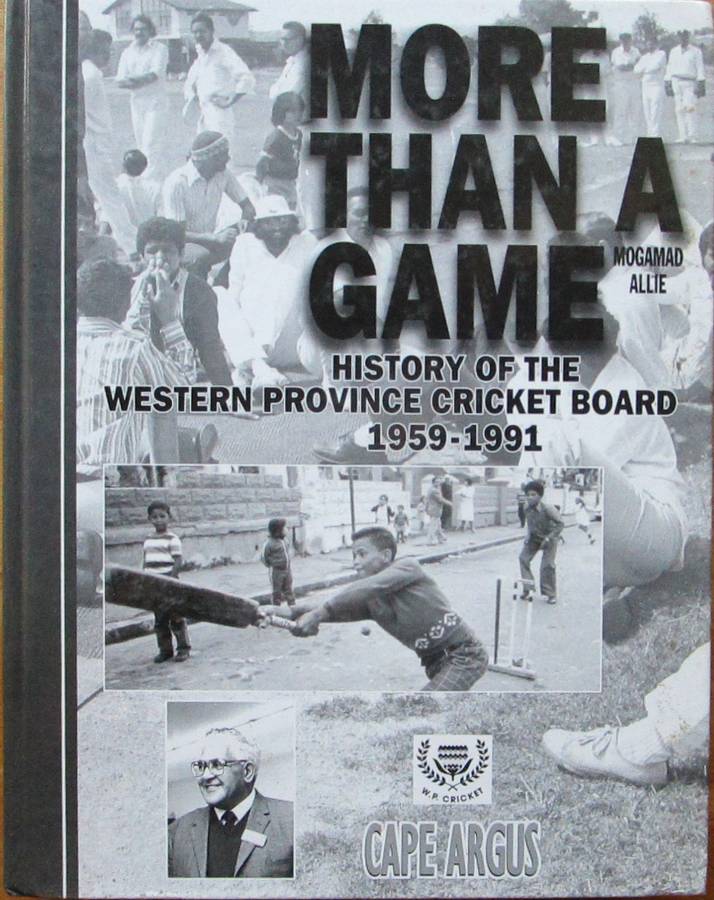 MORE
THAN A
GAME
MOGAMAD
ALLIE
HISTORY OF THE
WESTERN PROVINCE CRICKET BOARD
1959-1991
W.P. CRICKET
CAPE ARGUS